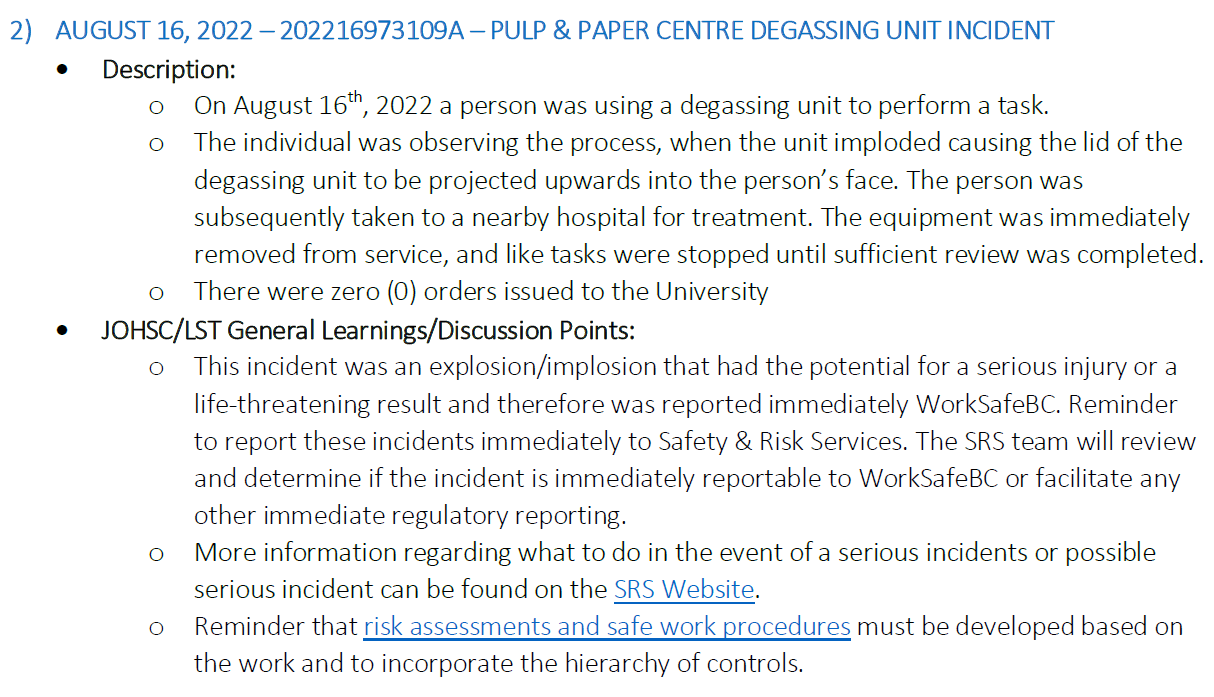 2) AUGUST 16, 2022 – 202216973109A – PULP & PAPER CENTRE DEGASSING UNIT INCIDENT
• Description:
o On August 16th, 2022 a person was using a degassing unit to perform a task.
o The individual was observing the process, when the unit imploded causing the lid of the
degassing unit to be projected upwards into the person’s face. The person was
subsequently taken to a nearby hospital for treatment. The equipment was immediately
removed from service, and like tasks were stopped until sufficient review was completed.
o There were zero (0) orders issued to the University
• JOHSC/LST General Learnings/Discussion Points:
o This incident was an explosion/implosion that had the potential for a serious injury or a
life-threatening result and therefore was reported immediately WorkSafeBC. Reminder
to report these incidents immediately to Safety & Risk Services. The SRS team will review
and determine if the incident is immediately reportable to WorkSafeBC or facilitate any
other immediate regulatory reporting.
o More information regarding what to do in the event of a serious incidents or possible
serious incident can be found on the SRS Website.
o Reminder that risk assessments and safe work procedures must be developed based on
the work and to incorporate the hierarchy of controls.